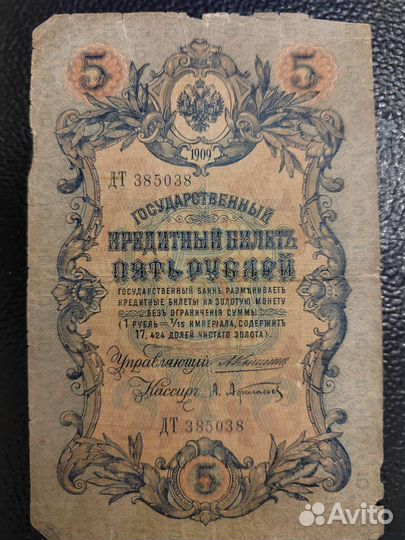 5 5
1909
ДТ 385038
ГОСУДАРСТВЕННЫЙ
КРЕДИТНЫЙ БИЛЕТЪ
ПЯТЬ РУБЛЕЙ
ГОСУДАРСТВЕННЫЙ БАНКЪ РАЗМѢНИВАЕТЪ
КРЕДИТНЫЕ БИЛЕТЫ НА ЗОЛОТУЮ МОНЕТУ
БЕЗЪ ОГРАНИЧЕНІЯ СУММЫ
(1 РУБЛЬ = 1/15 ИМПЕРІАЛА, СОДЕРЖИТЪ
17,424 ДОЛЕЙ ЧИСТАГО ЗОЛОТА).
Управляющій
Кассиръ А. Афанасьев
ДТ 385038
5
Avito